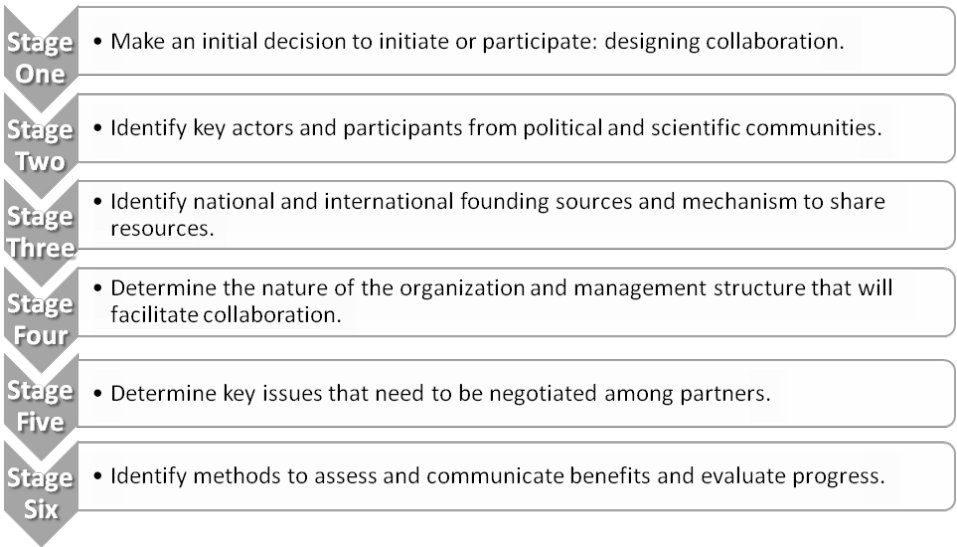 Stage
One
• Make an initial decision to initiate or participate: designing collaboration.
Stage
Two
• Identify key actors and participants from political and scientific communities.
Stage
Three
• Identify national and international founding sources and mechanism to share
resources.
Stage
Four
• Determine the nature of the organization and management structure that will
facilitate collaboration.
Stage
Five
• Determine key issues that need to be negotiated among partners.
Stage
Six
• Identify methods to assess and communicate benefits and evaluate progress.